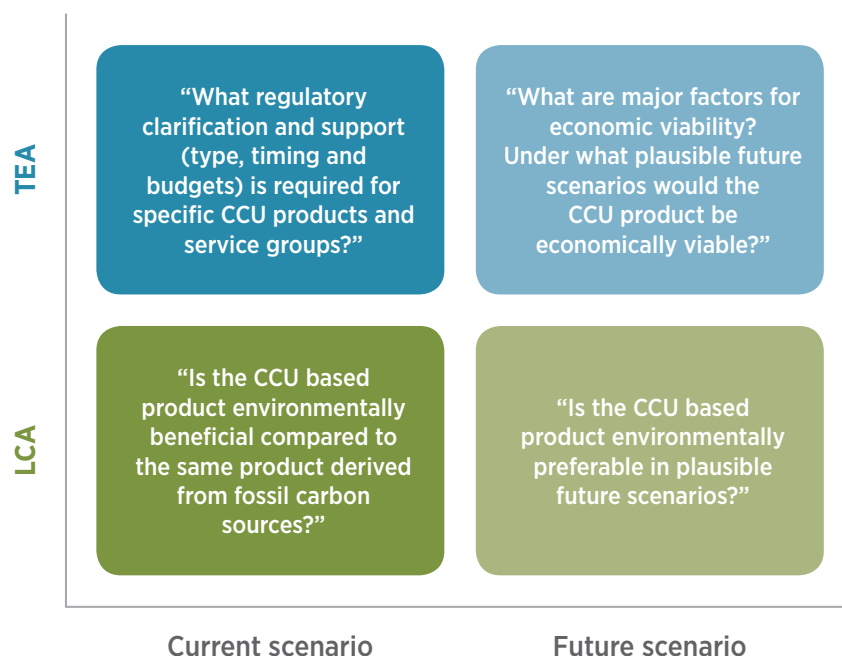 TEA
“What regulatory
clarification and support
(type, timing and
budgets) is required for
specific CCU products and
service groups?”
“What are major factors for
economic viability?
Under what plausible future
scenarios would the
CCU product be
economically viable?”
LCA
“Is the CCU based
product environmentally
beneficial compared to
the same product derived
from fossil carbon
sources?”
“Is the CCU based
product environmentally
preferable in plausible
future scenarios?”
Current scenario
Future scenario